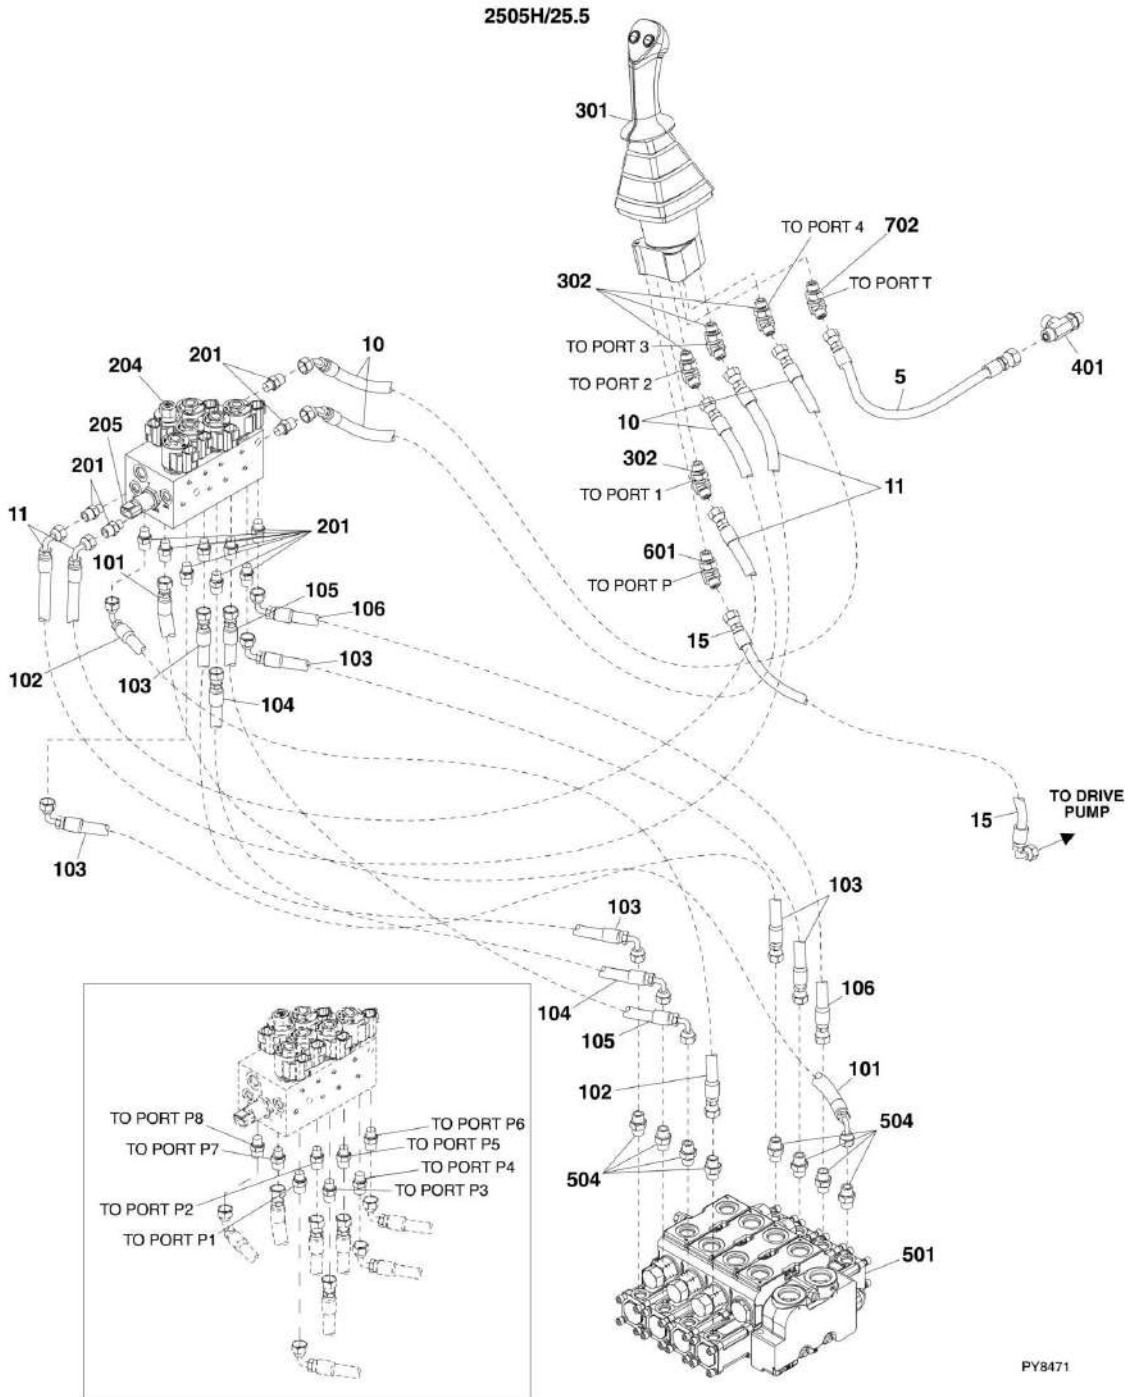 2505H/25.5
301
TO PORT 4
702
TO PORT T
302
TO PORT 3
TO PORT 2
401
5
10
201
10
204
205
302
TO PORT 1
11
201
11
201
601
TO PORT P
101
105
106
15
102
103
103
104
TO DRIVE
PUMP
15
103
103
103
104
105
106
102
101
504
504
TO PORT P8
TO PORT P7
TO PORT P6
TO PORT P5
TO PORT P4
TO PORT P3
TO PORT P2
TO PORT P1
501
PY8471